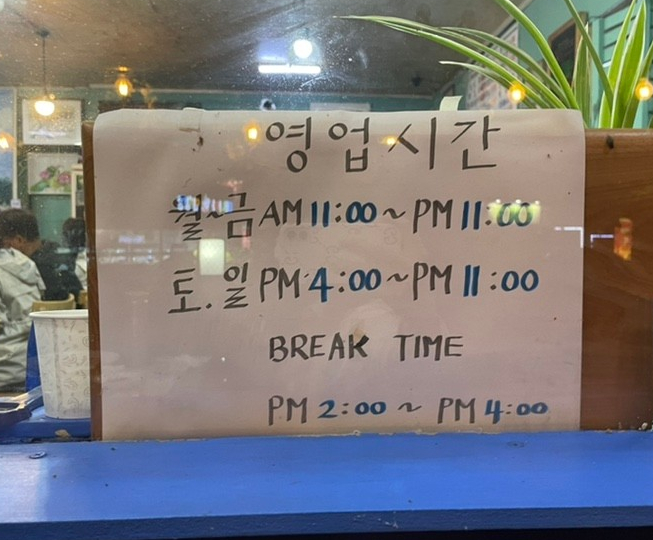 영업시간
월~금 AM 11:00 ~ PM 11:00
토.일 PM 4:00 ~ PM 11:00
BREAK TIME
PM 2:00 ~ PM 4:00